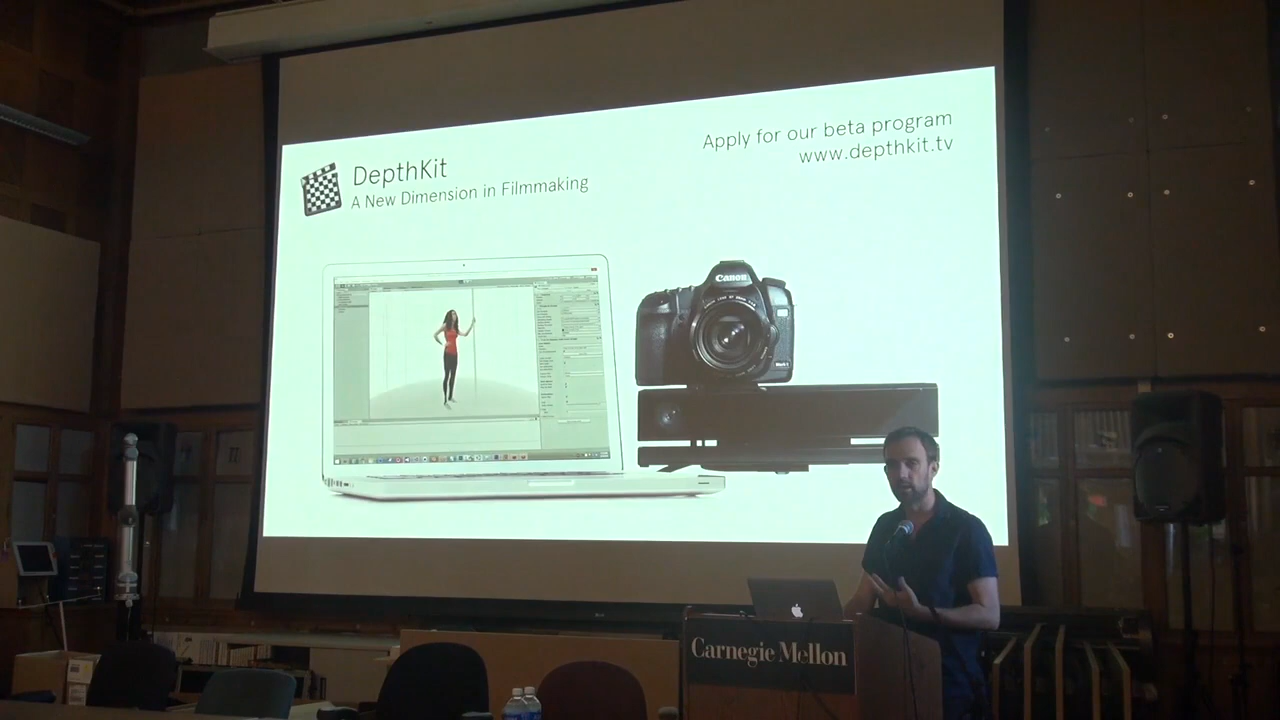 DepthKit
A New Dimension in Filmmaking
Apply for our beta program
www.depthkit.tv
Canon
Carnegie Mellon